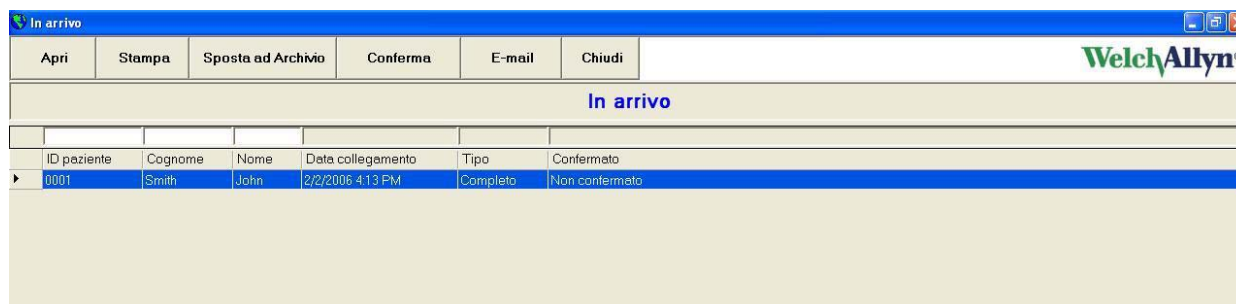 In arrivo
Apri Stampa Sposta ad Archivio Conferma E-mail Chiudi WelchAllyn
In arrivo
ID paziente Cognome Nome Data collegamento Tipo Confermato
0001 Smith John 2/2/2006 4:13 PM Completo Non confermato